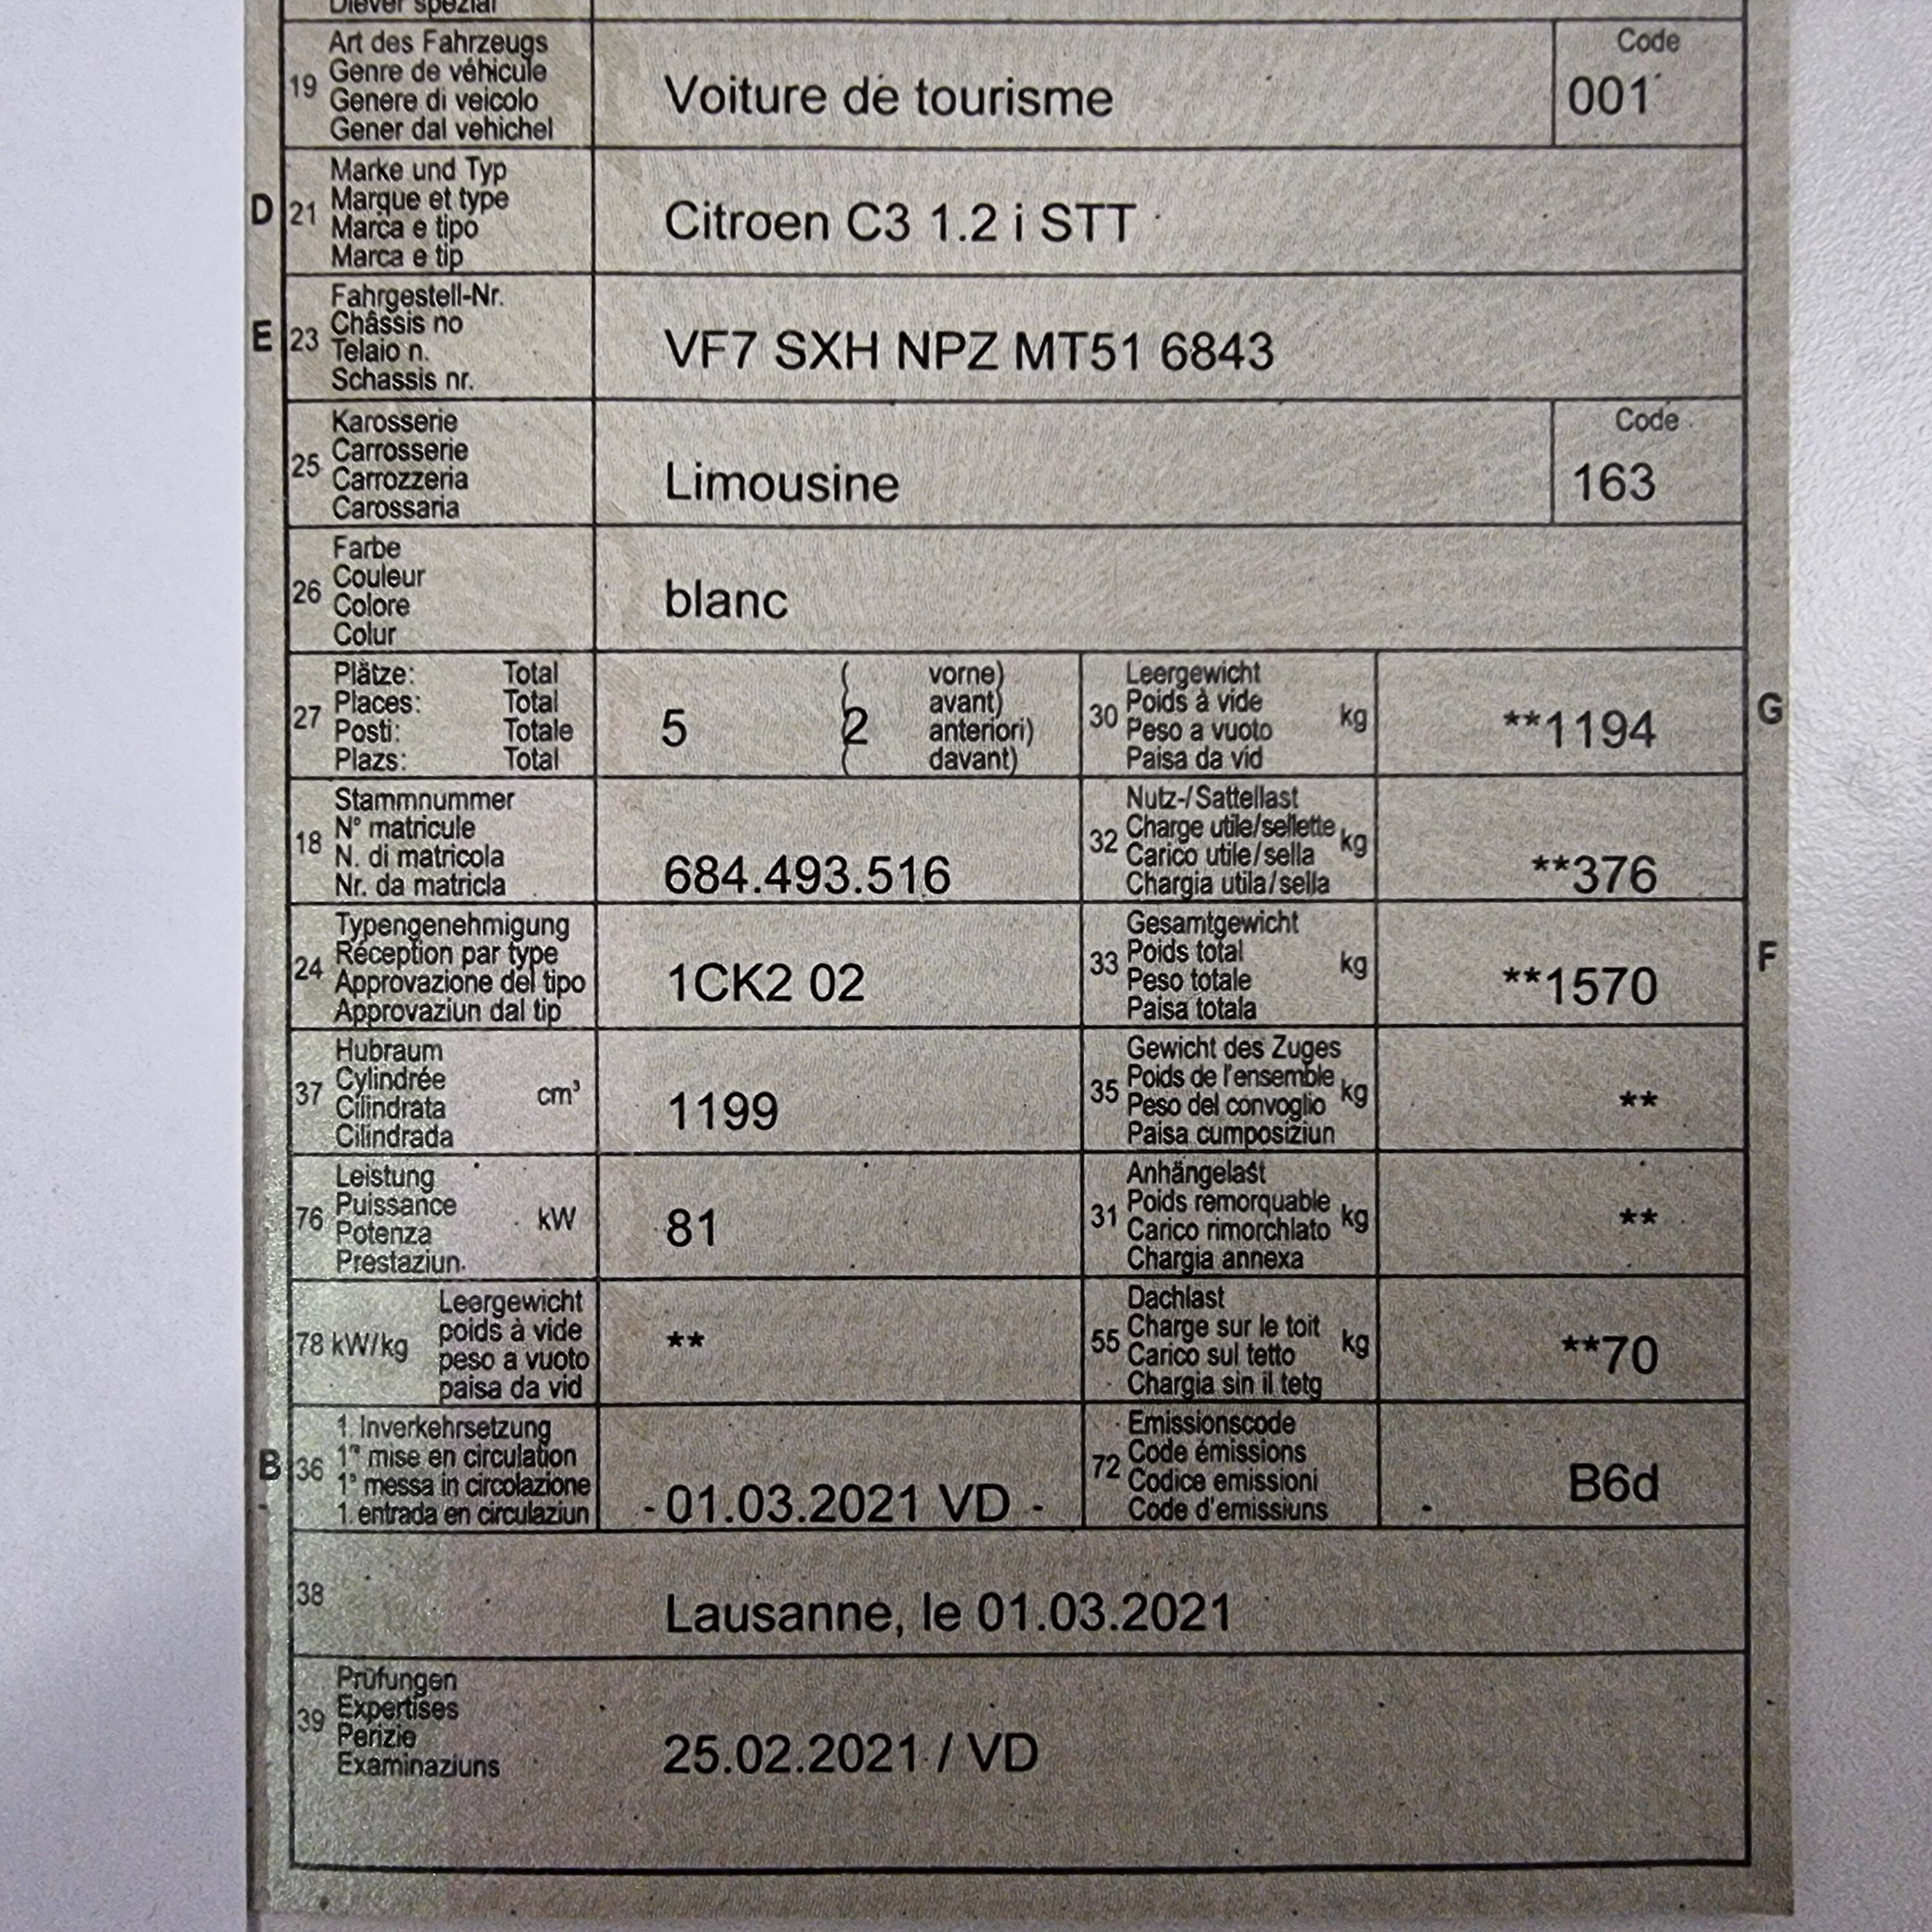 Diever spezial
Art des Fahrzeugs
19 Genre de véhicule
Genere di veicolo
Gener dal vehichel
Voiture de tourisme
Code
001
D 21 Marke und Typ
Marque et type
Marca e tipo
Marca e tip
Citroen C3 1.2 i STT
E 23 Fahrgestell-Nr.
Châssis no
Telaio n.
Schassis nr.
VF7 SXH NPZ MT51 6843
25 Karosserie
Carrosserie
Carrozzeria
Carossaria
Limousine
Code
163
26 Farbe
Couleur
Colore
Colur
blanc
27 Plätze: Total
Places: Total
Posti: Totale
Plazs: Total
5 ( 2 vorne)
avant)
anteriori)
davant)
30 Leergewicht
Poids à vide kg
Peso a vuoto
Paisa da vid
**1194 G
18 Stammnummer
N° matricule
N. di matricola
Nr. da matricla
684.493.516
32 Nutz-/Sattellast
Charge utile/sellette kg
Carico utile/sella
Chargia utila/sella
**376
24 Typengenehmigung
Réception par type
Approvazione del tipo
Approvaziun dal tip
1CK2 02
33 Gesamtgewicht
Poids total kg
Peso totale
Paisa totala
**1570 F
37 Hubraum
Cylindrée cm³
Cilindrata
Cilindrada
1199
35 Gewicht des Zuges
Poids de l'ensemble kg
Peso del convoglio
Paisa cumposiziun
**
76 Leistung
Puissance kW
Potenza
Prestaziun
81
31 Anhängelast
Poids remorquable kg
Carico rimorchiato
Chargia annexa
**
78 kW/kg Leergewicht
poids à vide
peso a vuoto
paisa da vid
**
55 Dachlast
Charge sur le toit kg
Carico sul tetto
Chargia sin il tetg
**70
B 36 1. Inverkehrsetzung
1re mise en circulation
1a messa in circolazione
1. entrada en circulaziun
- 01.03.2021 VD -
72 Emissionscode
Code émissions
Codice emissioni
Code d'emissiuns
B6d
38 Lausanne, le 01.03.2021
39 Prüfungen
Expertises
Perizie
Examinaziuns
25.02.2021 / VD